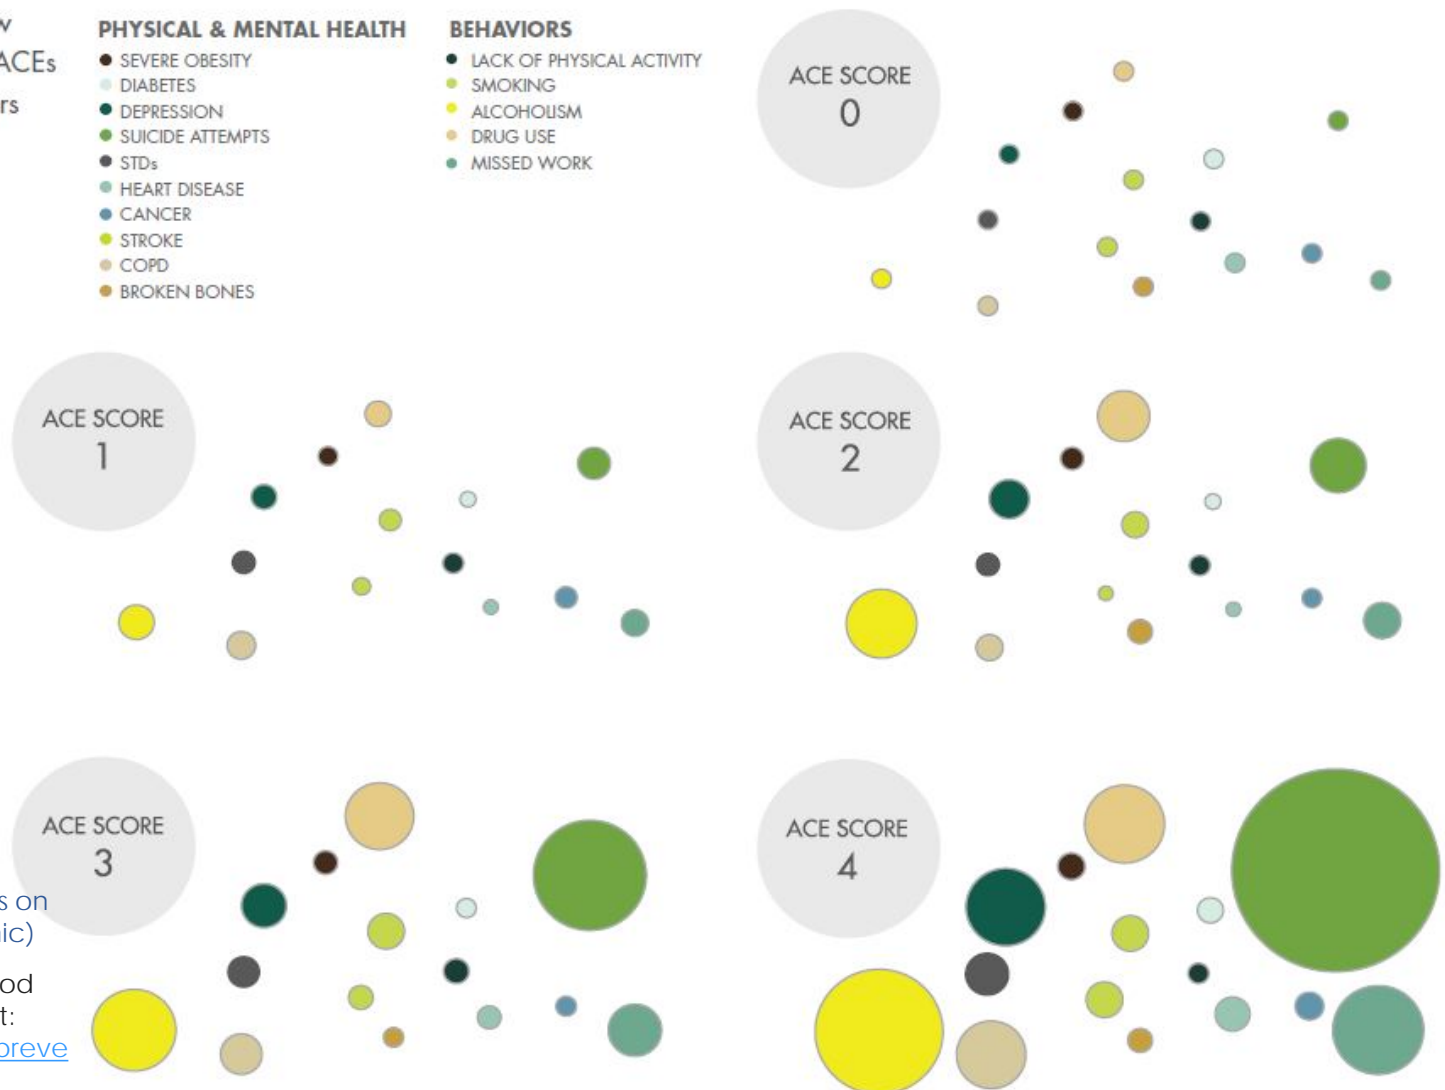 ACEs
PHYSICAL & MENTAL HEALTH
SEVERE OBESITY
DIABETES
DEPRESSION
SUICIDE ATTEMPTS
STDs
HEART DISEASE
CANCER
STROKE
COPD
BROKEN BONES
BEHAVIORS
LACK OF PHYSICAL ACTIVITY
SMOKING
ALCOHOLISM
DRUG USE
MISSED WORK
ACE SCORE
0
ACE SCORE
1
ACE SCORE
2
ACE SCORE
3
ACE SCORE
4
on